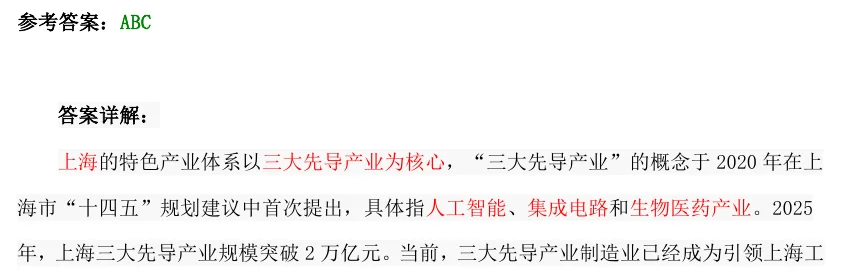 参考答案：ABC
答案详解：
上海的特色产业体系以三大先导产业为核心，“三大先导产业”的概念于 2020 年在上
海市“十四五”规划建议中首次提出，具体指人工智能、集成电路和生物医药产业。2025
年，上海三大先导产业规模突破 2 万亿元。当前，三大先导产业制造业已经成为引领上海工